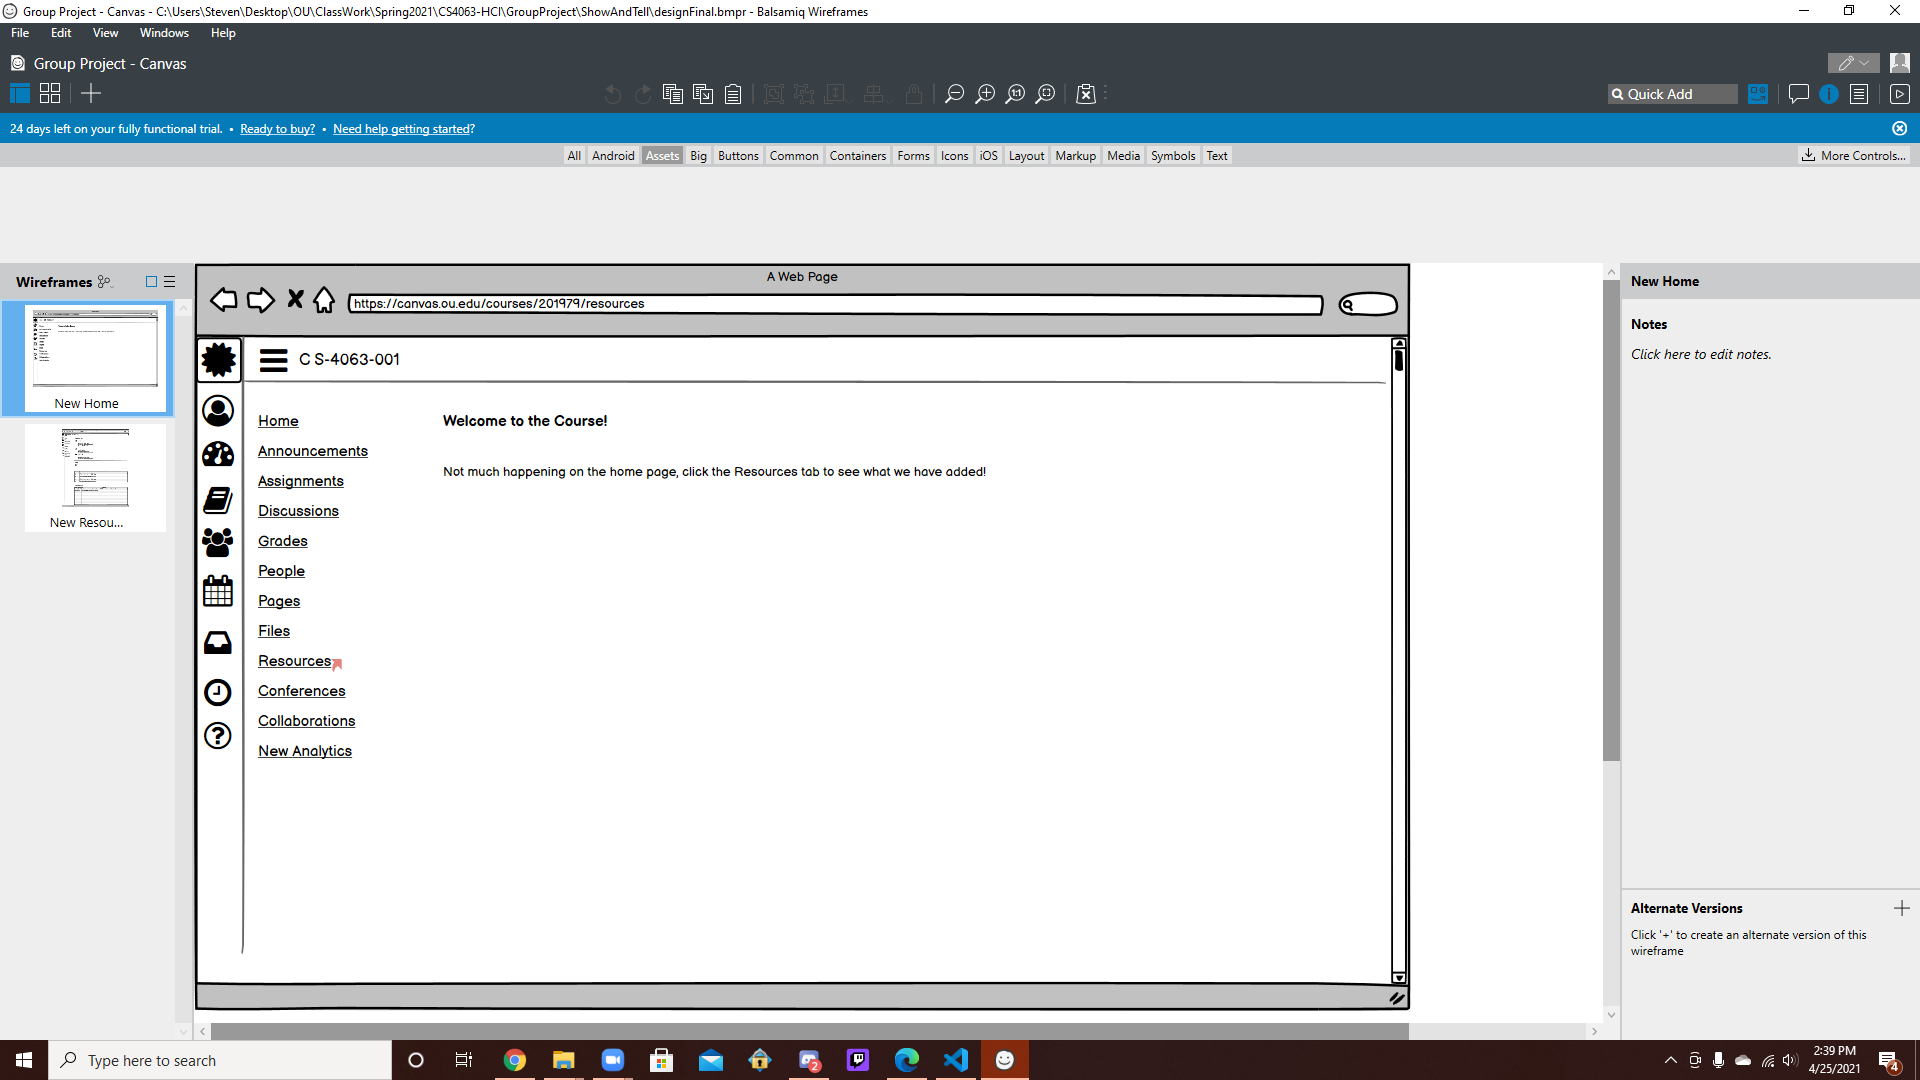 Group Project - Canvas - C:\Users\Steven\Desktop\OU\ClassWork\Spring2021\CS4063-HCI\GroupProject\ShowAndTell\designFinal.bmpr - Balsamiq Wireframes
File Edit View Windows Help
Group Project - Canvas
1:1
Quick Add
24 days left on your fully functional trial. • Ready to buy? • Need help getting started?
All Android Assets Big Buttons Common Containers Forms Icons iOS Layout Markup Media Symbols Text
More Controls...
Wireframes
New Home
New Resou...
A Web Page
https://canvas.ou.edu/courses/201979/resources
C S-4063-001
Home
Announcements
Assignments
Discussions
Grades
People
Pages
Files
Resources
Conferences
Collaborations
New Analytics
Welcome to the Course!
Not much happening on the home page, click the Resources tab to see what we have added!
New Home
Notes
Click here to edit notes.
Alternate Versions
Click '+' to create an alternate version of this
wireframe
Type here to search
2
2:39 PM
4/25/2021
4